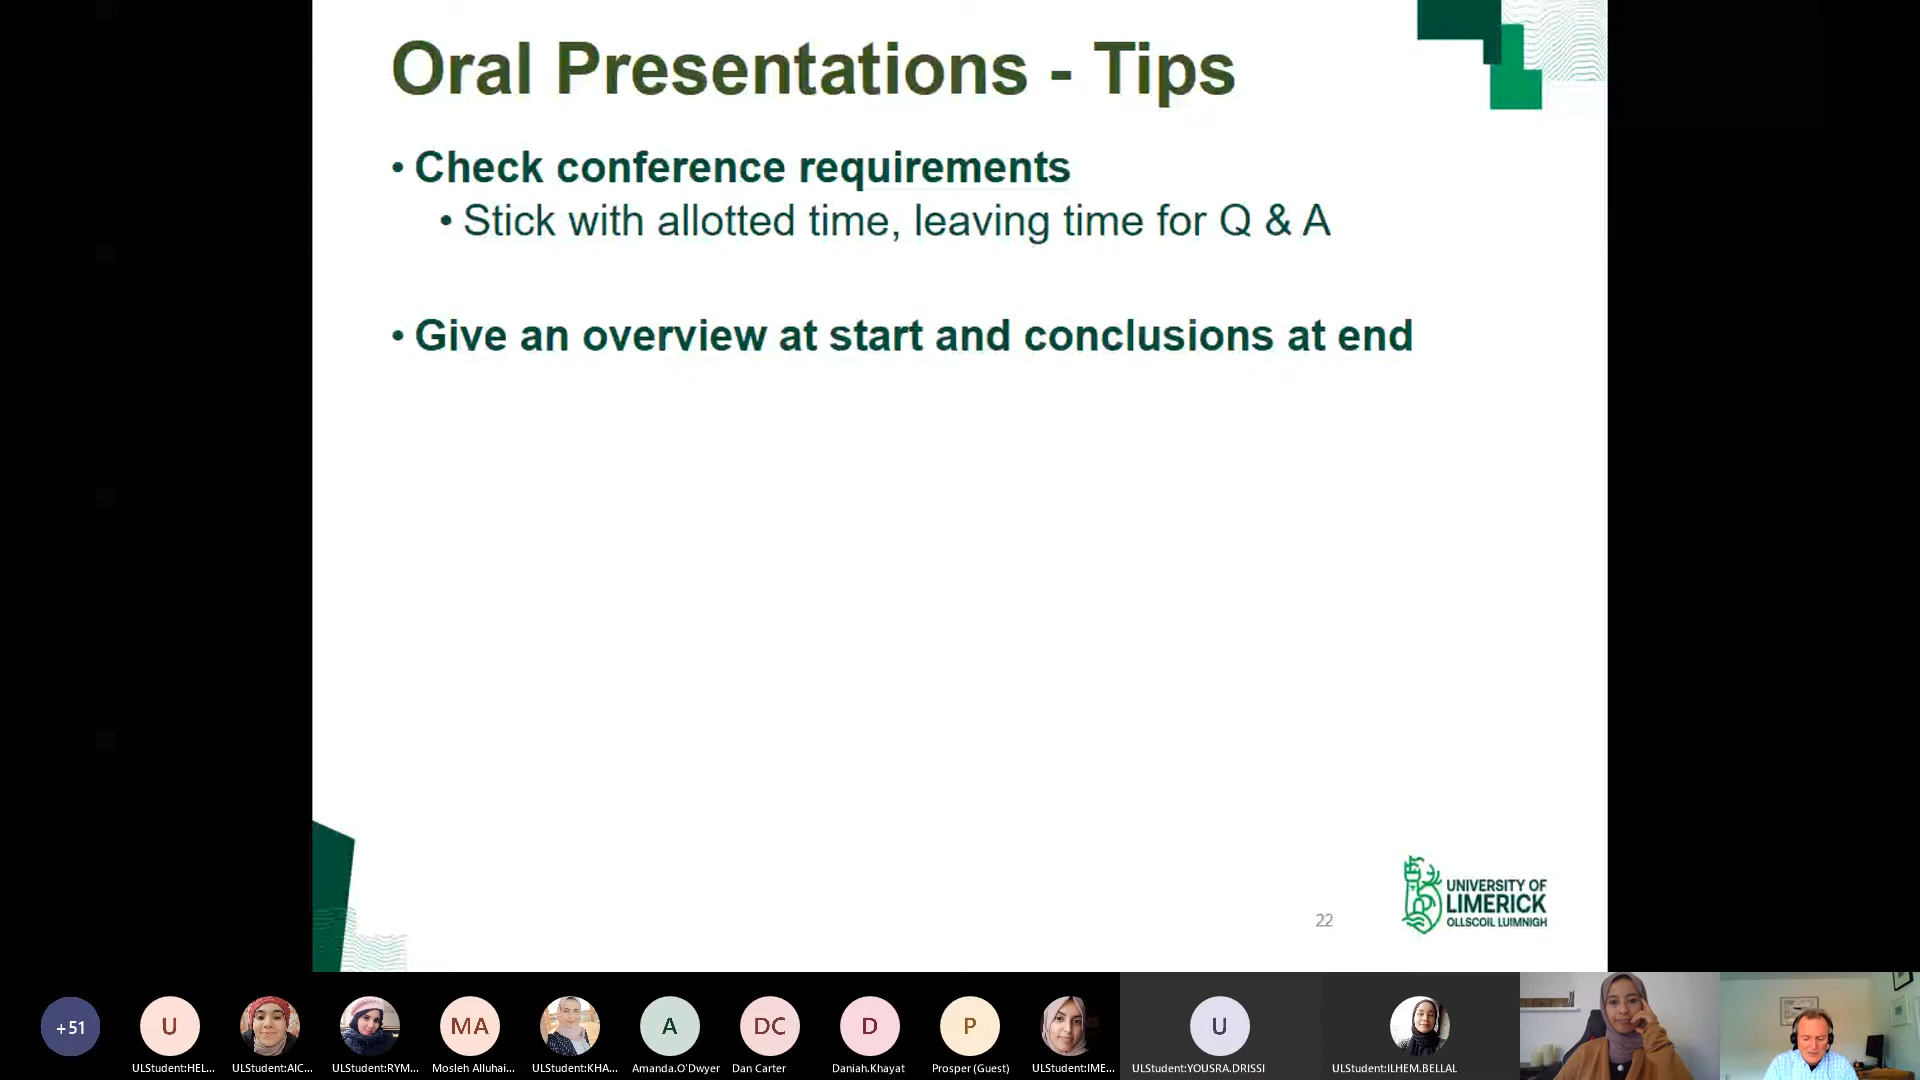 Oral Presentations - Tips
• Check conference requirements
• Stick with allotted time, leaving time for Q & A
• Give an overview at start and conclusions at end
22
UNIVERSITY OF
LIMERICK
OLLSCOIL LUIMNIGH
+51
U
MA
A
DC
D
P
U
ULStudent:HEL...
ULStudent:AIC...
ULStudent:RYM...
Mosleh Alluhai...
ULStudent:KHA...
Amanda.O'Dwyer
Dan Carter
Daniah.Khayat
Prosper (Guest)
ULStudent:IME...
ULStudent:YOUSRA.DRISSI
ULStudent:ILHEM.BELLAL